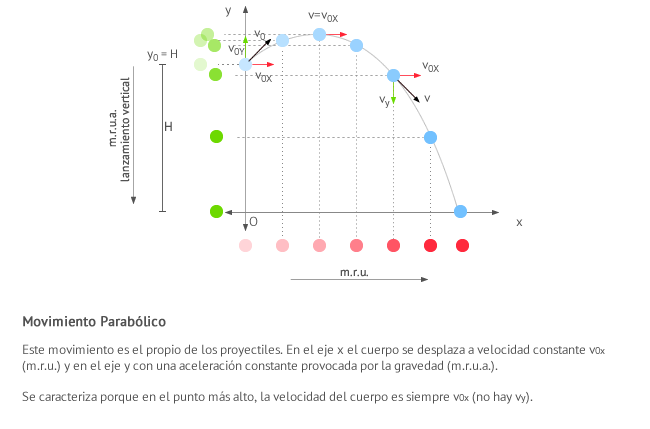 y
v=v0X
v0
v0Y
y0 = H
v0X
v0X
vy
v
H
m.r.u.a.
lanzamiento vertical
O
x
m.r.u.
Movimiento Parabólico
Este movimiento es el propio de los proyectiles. En el eje x el cuerpo se desplaza a velocidad constante v0x
(m.r.u.) y en el eje y con una aceleración constante provocada por la gravedad (m.r.u.a.).
Se caracteriza porque en el punto más alto, la velocidad del cuerpo es siempre v0x (no hay vy).